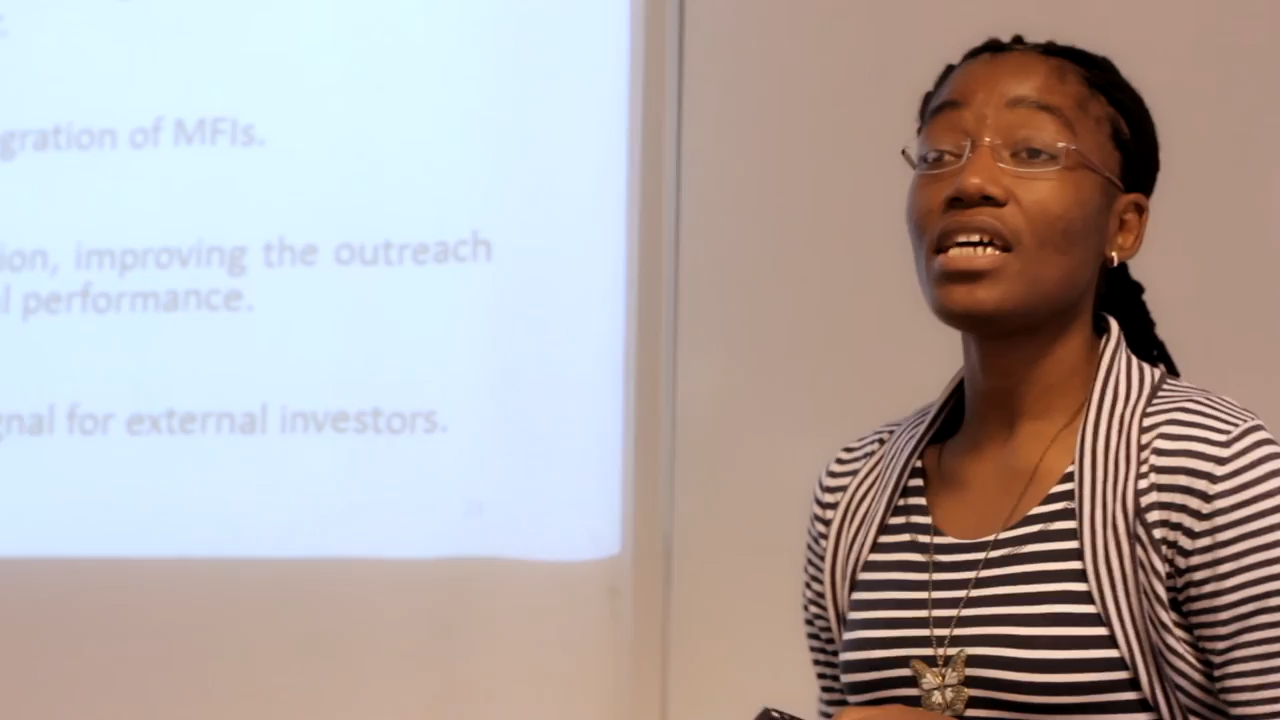 gration of MFIs.
ion, improving the outreach
l performance.
gnal for external investors.